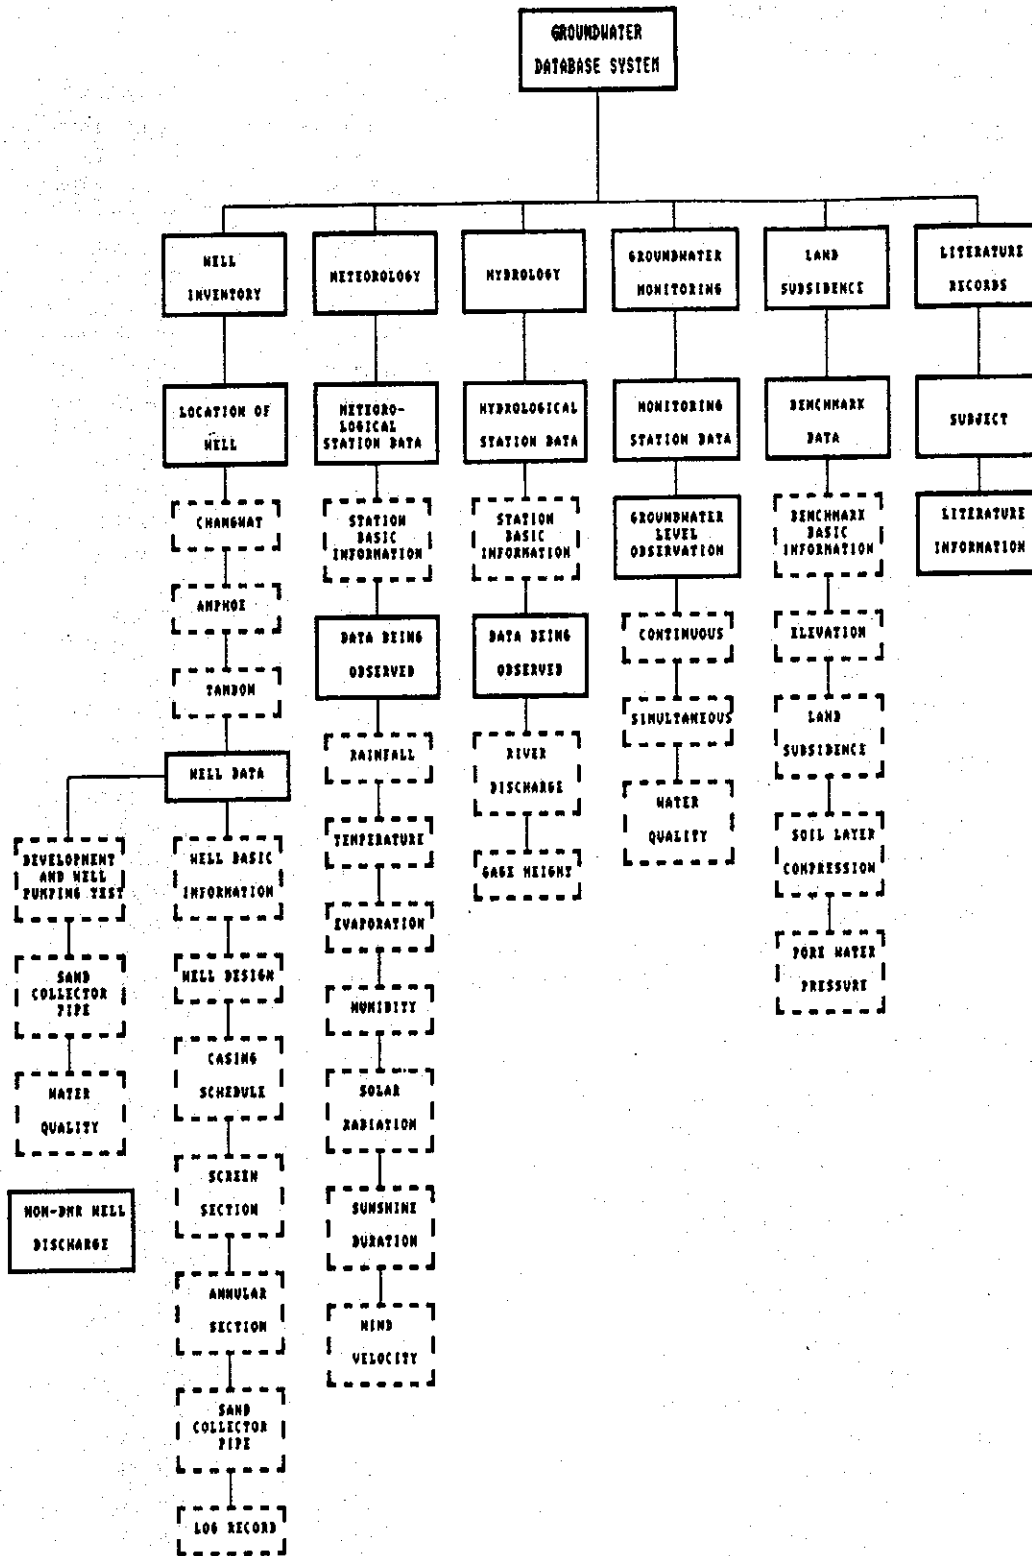 GROUNDWATER
DATABASE SYSTEM
WELL
INVENTORY
METEOROLOGY
HYDROLOGY
GROUNDWATER
MONITORING
LAND
SUBSIDENCE
LITERATURE
RECORDS
LOCATION OF
WELL
METEORO-
LOGICAL
STATION DATA
HYDROLOGICAL
STATION DATA
MONITORING
STATION DATA
BENCHMARK
DATA
SUBJECT
CHANGWAT
STATION
BASIC
INFORMATION
STATION
BASIC
INFORMATION
GROUNDWATER
LEVEL
OBSERVATION
BENCHMARK
BASIC
INFORMATION
LITERATURE
INFORMATION
AMPHOE
DATA BEING
OBSERVED
DATA BEING
OBSERVED
CONTINUOUS
ELEVATION
TAMBOM
SIMULTANEOUS
LAND
SUBSIDENCE
WELL DATA
RAINFALL
RIVER
DISCHARGE
WATER
QUALITY
DEVELOPMENT
AND WELL
PUMPING TEST
WELL BASIC
INFORMATION
TEMPERATURE
GAGE HEIGHT
SOIL LAYER
COMPRESSION
EVAPORATION
SAND
COLLECTOR
PIPE
WELL DESIGN
PORE WATER
PRESSURE
HUMIDITY
WATER
QUALITY
CASING
SCHEDULE
SOLAR
RADIATION
NON-DMR WELL
DISCHARGE
SCREEN
SECTION
SUNSHINE
DURATION
ANNULAR
SECTION
WIND
VELOCITY
SAND
COLLECTOR
PIPE
LOG RECORD